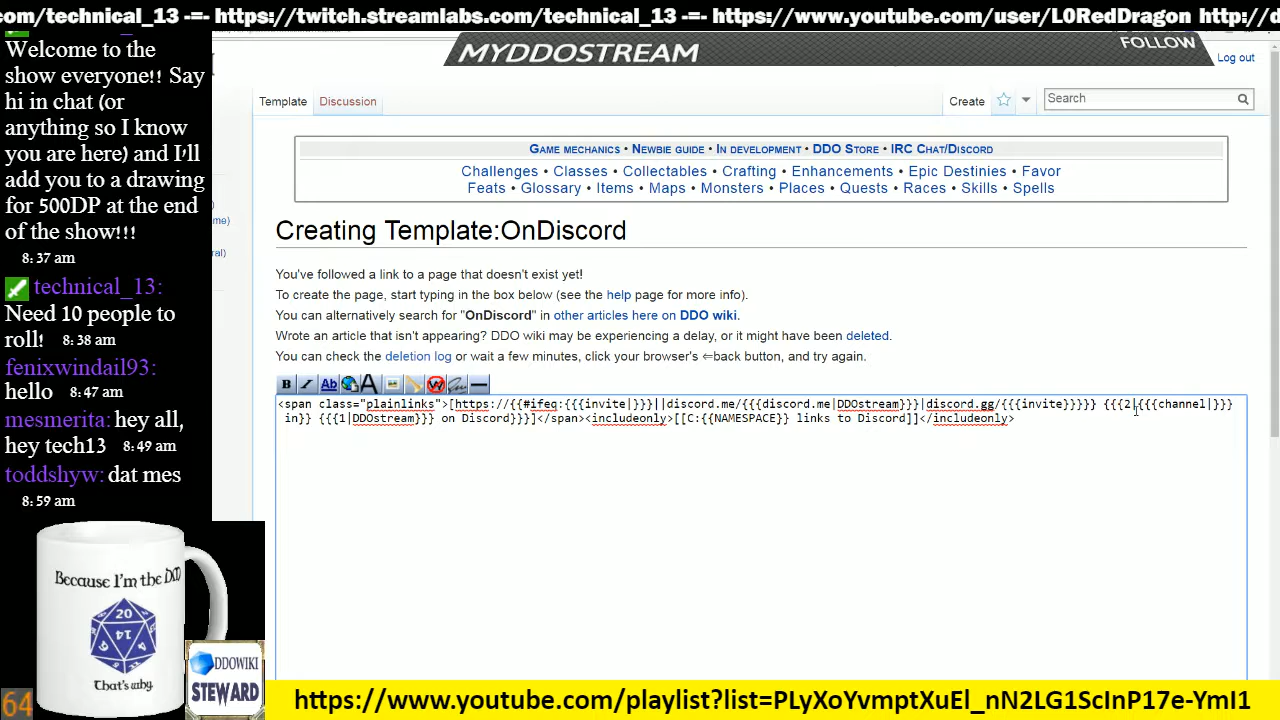 com/technical_13 -=- https://twitch.streamlabs.com/technical_13 -=- https://www.youtube.com/user/L0RedDragon http://d
Welcome to the
show everyone!! Say
hi in chat (or
anything so I know
you are here) and I'll
add you to a drawing
for 500DP at the end
of the show!!!
8:37 am
technical_13:
Need 10 people to
roll! 8:38 am
fenixwindail93:
hello 8:47 am
mesmerita: hey all,
hey tech13 8:49 am
toddshyw: dat mes
8:59 am
Because I'm the DM
20
14
6
That's why.
DDOWIKI
STEWARD
64
MYDDOSTREAM
FOLLOW
Log out
Template Discussion
Create
Search
Game mechanics • Newbie guide • In development • DDO Store • IRC Chat/Discord
Challenges • Classes • Collectables • Crafting • Enhancements • Epic Destinies • Favor
Feats • Glossary • Items • Maps • Monsters • Places • Quests • Races • Skills • Spells
me)
ral)
Creating Template:OnDiscord
You've followed a link to a page that doesn't exist yet!
To create the page, start typing in the box below (see the help page for more info).
You can alternatively search for "OnDiscord" in other articles here on DDO wiki.
Wrote an article that isn't appearing? DDO wiki may be experiencing a delay, or it might have been deleted.
You can check the deletion log or wait a few minutes, click your browser's ⇐back button, and try again.
B I Ab A W
<span class="plainlinks">[https://{{#ifeq:{{{invite|}}}||discord.me/{{{discord.me|DDOstream}}}|discord.gg/{{{invite}}}}} {{{2|{{{channel|}}}
in}} {{{1|DDOstream}}} on Discord}}}]</span><includeonly>[[C:{{NAMESPACE}} links to Discord]]</includeonly>
https://www.youtube.com/playlist?list=PLyXoYvmptXuEl_nN2LG1ScInP17e-YmI1